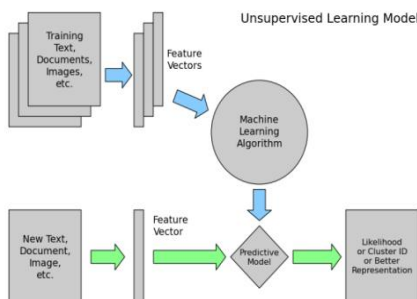 Unsupervised Learning Model
Training
Text,
Documents,
Images,
etc.
Feature
Vectors
Machine
Learning
Algorithm
New Text,
Document,
Image,
etc.
Feature
Vector
Predictive
Model
Likelihood
or Cluster ID
or Better
Representation